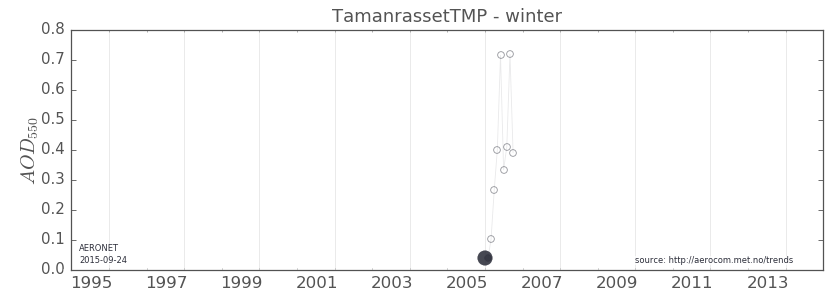 TamanrassetTMP - winter
0.8
0.7
0.6
0.5
0.4
0.3
0.2
0.1
0.0
AOD550
AERONET
2015-09-24
source: http://aerocom.met.no/trends
1995 1997 1999 2001 2003 2005 2007 2009 2011 2013